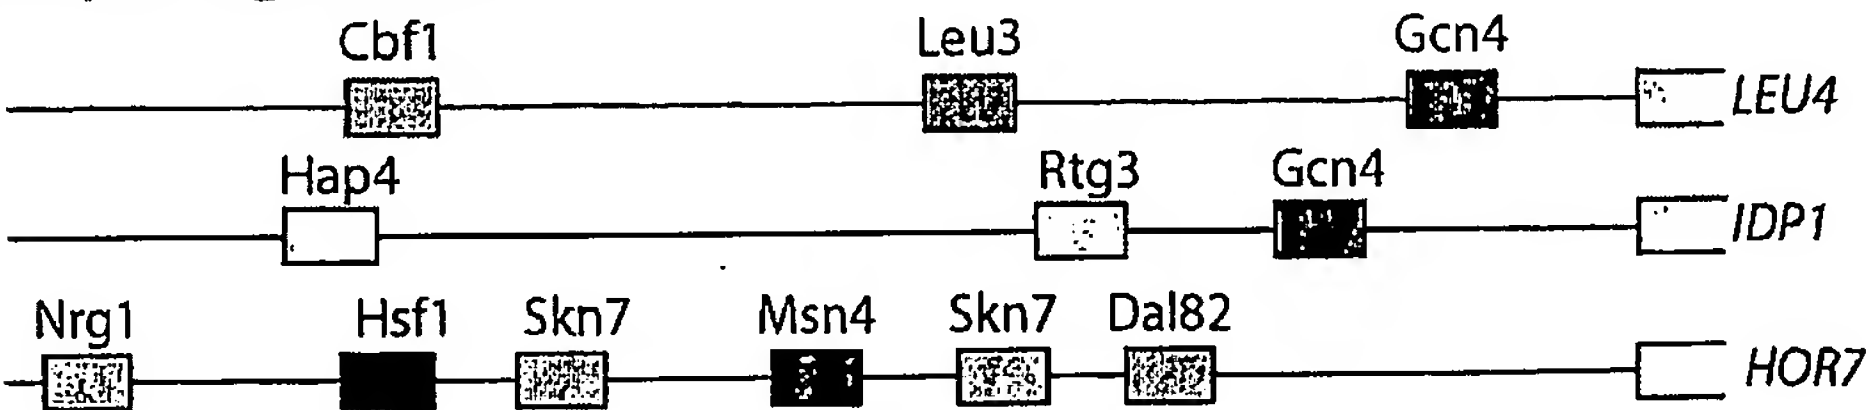 Cbf1 Leu3 Gcn4
LEU4
Hap4 Rtg3 Gcn4
IDP1
Nrg1 Hsf1 Skn7 Msn4 Skn7 Dal82
HOR7